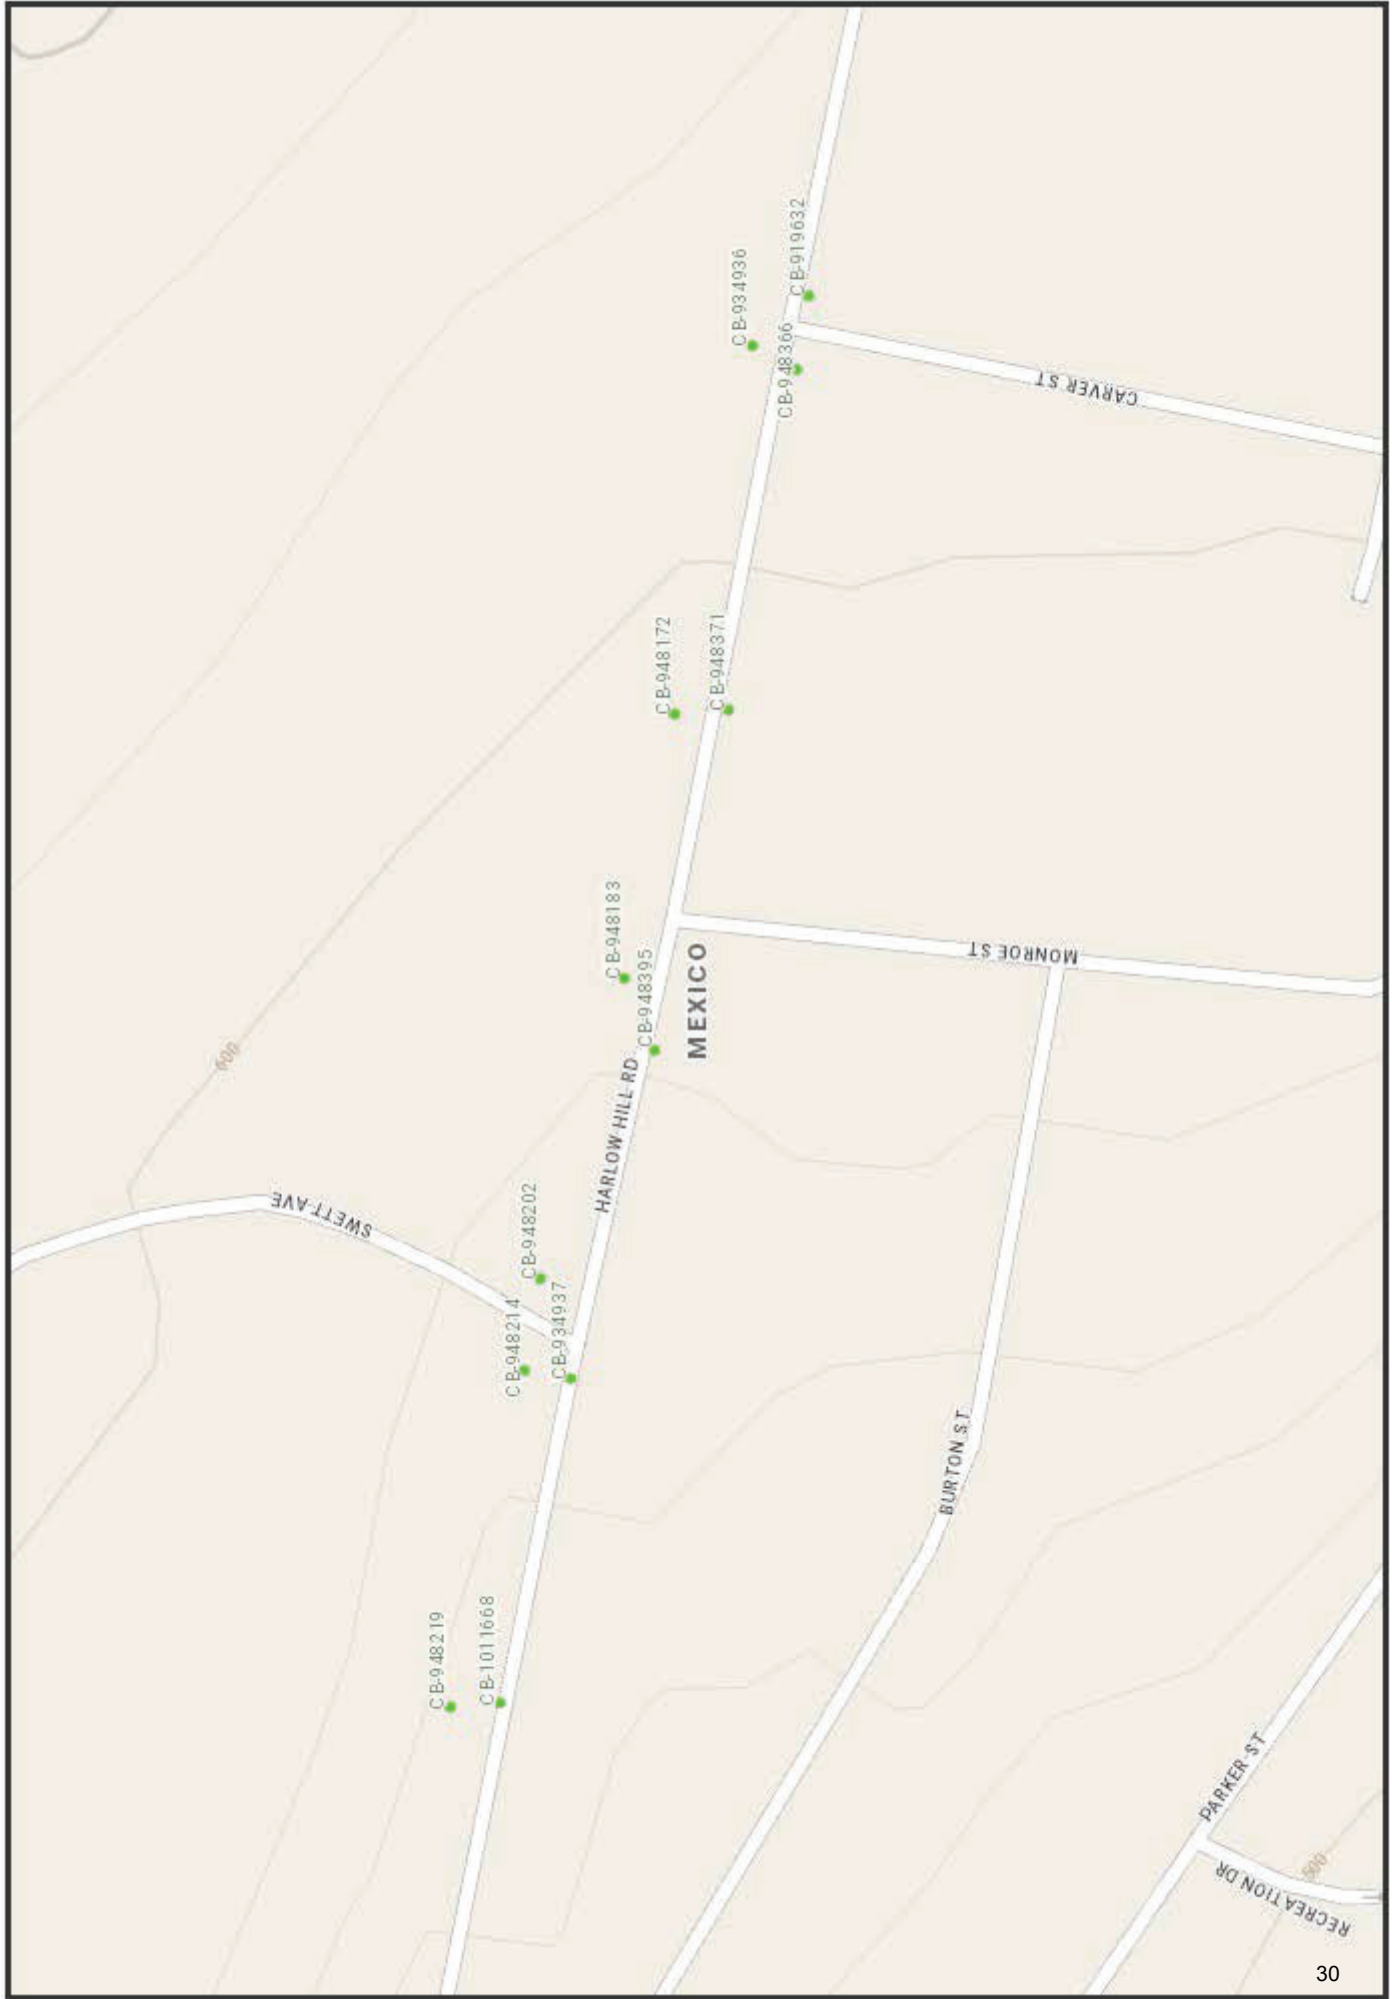 CB-919632
CB-934936
CB-948366
CARVER ST
CB-948172
CB-948371
CB-948183
CB-948395
MONROE ST
MEXICO
600
HARLOW HILL RD
SWETT AVE
CB-948202
CB-948214
CB-934937
BURTON ST
CB-948219
CB-1011668
PARKER ST
RECREATION DR
500
30